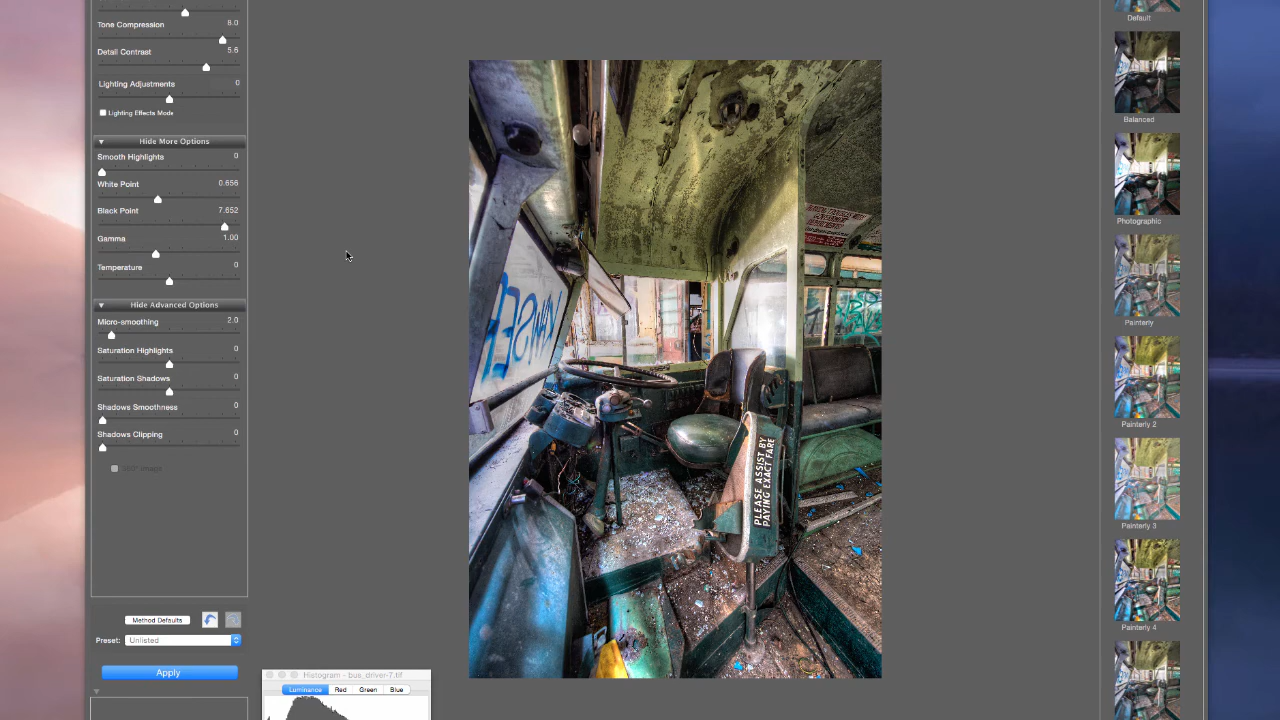 Tone Compression 8.0
Detail Contrast 5.6
Lighting Adjustments 0
Lighting Effects Mode
Hide More Options
Smooth Highlights 0
White Point 0.656
Black Point 7.652
Gamma 1.00
Temperature 0
Hide Advanced Options
Micro-smoothing 2.0
Saturation Highlights 0
Saturation Shadows 0
Shadows Smoothness 0
Shadows Clipping 0
360° image
Method Defaults
Preset: Unlisted
Apply
Histogram - bus_driver-7.tif
Luminance Red Green Blue
PLEASE ASSIST BY
PAYING EXACT FARE
Default
Balanced
Photographic
Painterly
Painterly 2
Painterly 3
Painterly 4